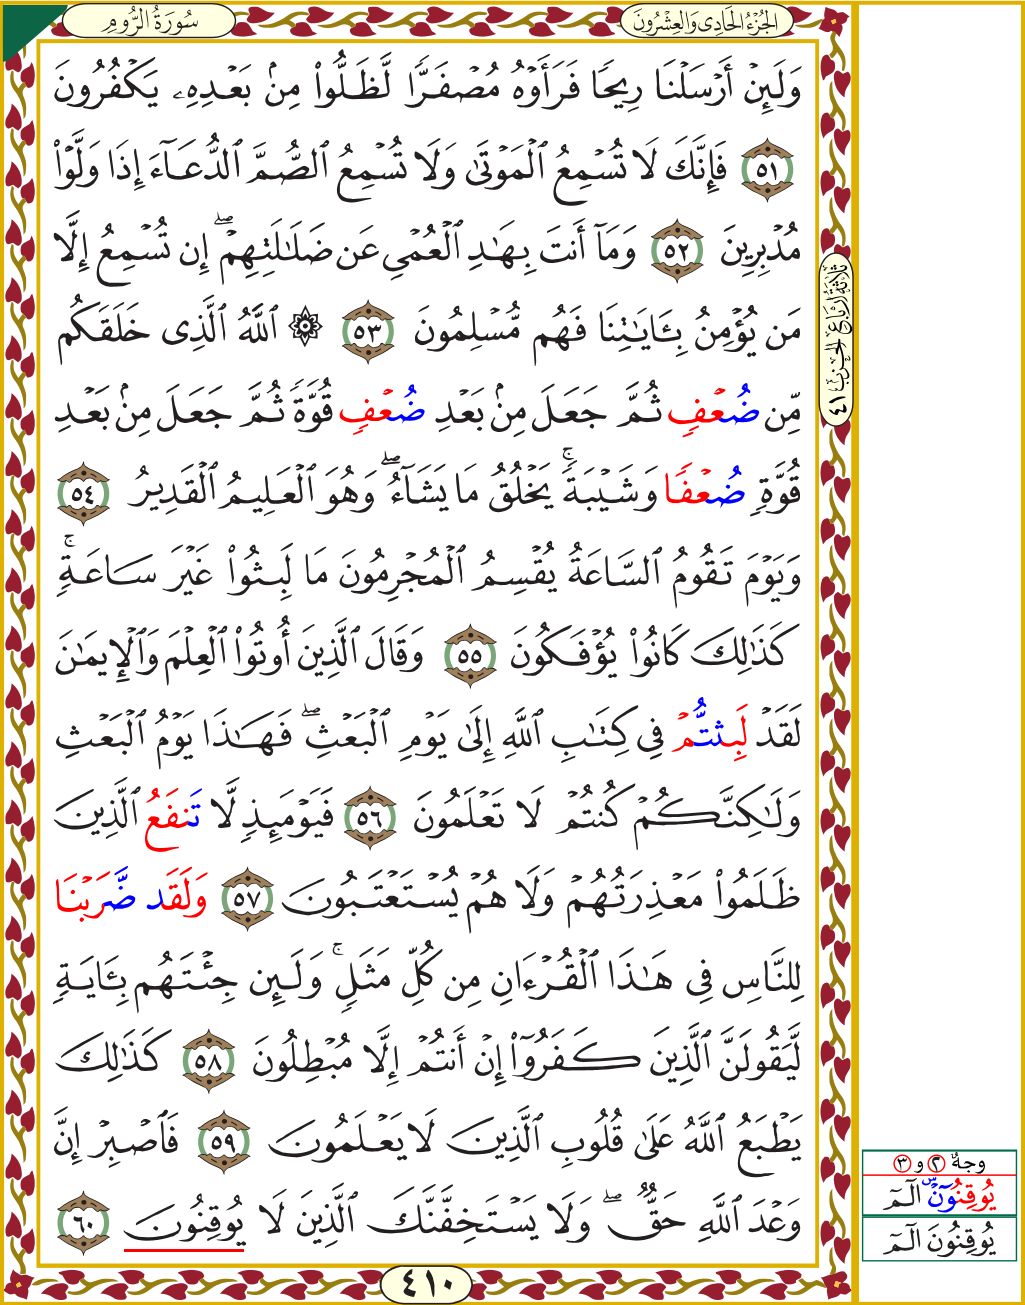 سُورَةُ الرُّومِ
الجُزْءُ الحَادِي وَالعِشْرُونَ
وَلَئِنْ أَرْسَلْنَا رِيحًا فَرَأَوْهُ مُصْفَرًّا لَّظَلُّوا۟ مِنۢ بَعْدِهِۦ يَكْفُرُونَ
٥١ فَإِنَّكَ لَا تُسْمِعُ ٱلْمَوْتَىٰ وَلَا تُسْمِعُ ٱلصُّمَّ ٱلدُّعَآءَ إِذَا وَلَّوْا۟
مُدْبِرِينَ ٥٢ وَمَآ أَنتَ بِهَـٰدِ ٱلْعُمْىِ عَن ضَلَـٰلَتِهِمْ ۖ إِن تُسْمِعُ إِلَّا
مَن يُؤْمِنُ بِـَٔايَـٰتِنَا فَهُم مُّسْلِمُونَ ٥٣ ۞ ٱللَّهُ ٱلَّذِى خَلَقَكُم
مِّن ضُعْفٍ ثُمَّ جَعَلَ مِنۢ بَعْدِ ضُعْفٍ قُوَّةً ثُمَّ جَعَلَ مِنۢ بَعْدِ
قُوَّةٍ ضُعْفًا وَشَيْبَةً ۚ يَخْلُقُ مَا يَشَآءُ ۖ وَهُوَ ٱلْعَلِيمُ ٱلْقَدِيرُ ٥٤
وَيَوْمَ تَقُومُ ٱلسَّاعَةُ يُقْسِمُ ٱلْمُجْرِمُونَ مَا لَبِثُوا۟ غَيْرَ سَاعَةٍ ۚ
كَذَٰلِكَ كَانُوا۟ يُؤْفَكُونَ ٥٥ وَقَالَ ٱلَّذِينَ أُوتُوا۟ ٱلْعِلْمَ وَٱلْإِيمَـٰنَ
لَقَدْ لَبِثتُّمْ فِى كِتَـٰبِ ٱللَّهِ إِلَىٰ يَوْمِ ٱلْبَعْثِ ۖ فَهَـٰذَا يَوْمُ ٱلْبَعْثِ
وَلَـٰكِنَّكُمْ كُنتُمْ لَا تَعْلَمُونَ ٥٦ فَيَوْمَئِذٍ لَّا تَنفَعُ ٱلَّذِينَ
ظَلَمُوا۟ مَعْذِرَتُهُمْ وَلَا هُمْ يُسْتَعْتَبُونَ ٥٧ وَلَقَد ضَّرَبْنَا
لِلنَّاسِ فِى هَـٰذَا ٱلْقُرْءَانِ مِن كُلِّ مَثَلٍ ۚ وَلَئِن جِئْتَهُم بِـَٔايَةٍ
لَّيَقُولَنَّ ٱلَّذِينَ كَفَرُوٓا۟ إِنْ أَنتُمْ إِلَّا مُبْطِلُونَ ٥٨ كَذَٰلِكَ
يَطْبَعُ ٱللَّهُ عَلَىٰ قُلُوبِ ٱلَّذِينَ لَا يَعْلَمُونَ ٥٩ فَٱصْبِرْ إِنَّ
وَعْدَ ٱللَّهِ حَقٌّ ۖ وَلَا يَسْتَخِفَّنَّكَ ٱلَّذِينَ لَا يُوقِنُونَ ٦٠
٤١٠
ثلاثة أرباع الحزب ٤١
وجهُ ٢ و ٣
يُوقِنُونَ ۜ الٓمٓ
يُوقِنُونَ الٓمٓ